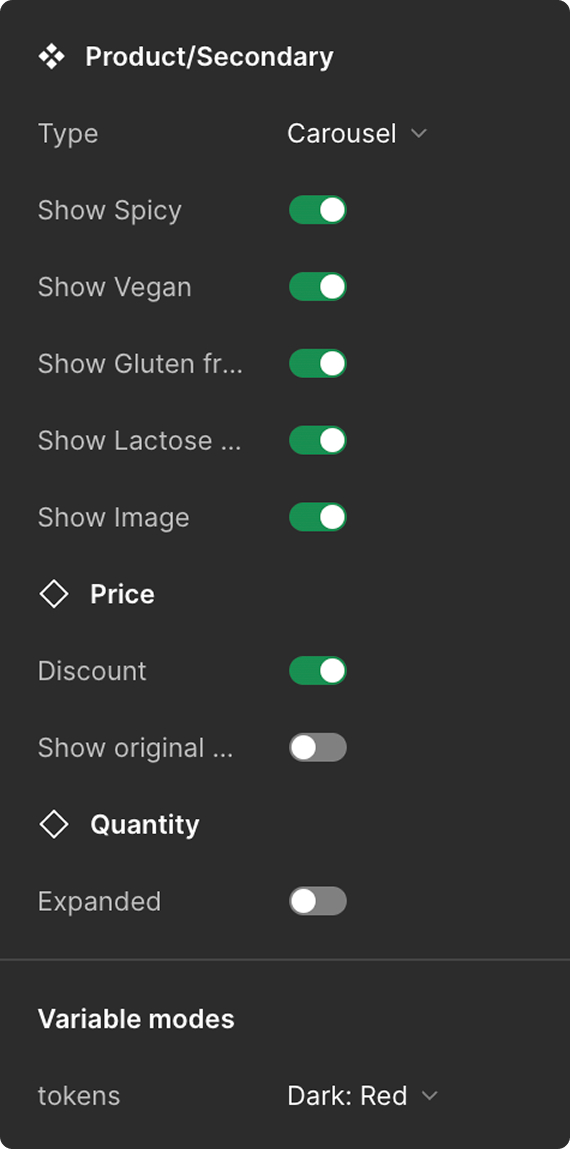 Product/Secondary
Type Carousel
Show Spicy
Show Vegan
Show Gluten fr...
Show Lactose ...
Show Image
Price
Discount
Show original ...
Quantity
Expanded
Variable modes
tokens Dark: Red